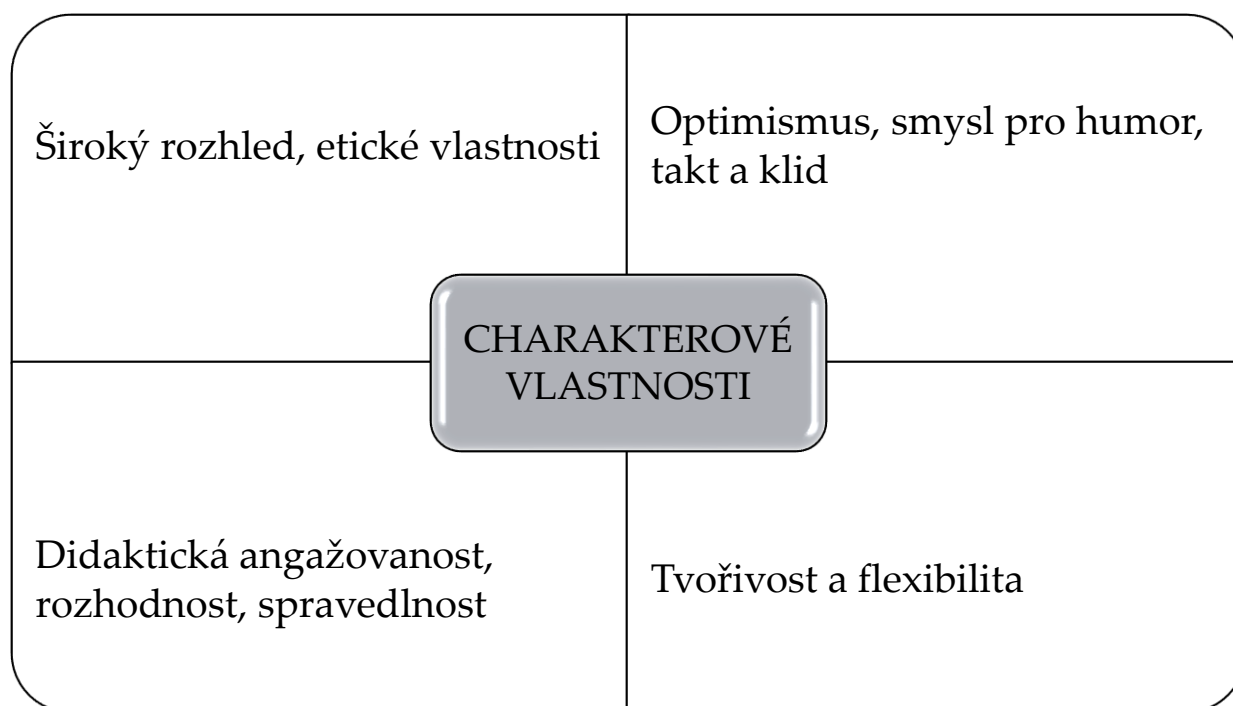 Široký rozhled, etické vlastnosti
Optimismus, smysl pro humor,
takt a klid
CHARAKTEROVÉ
VLASTNOSTI
Didaktická angažovanost,
rozhodnost, spravedlnost
Tvořivost a flexibilita